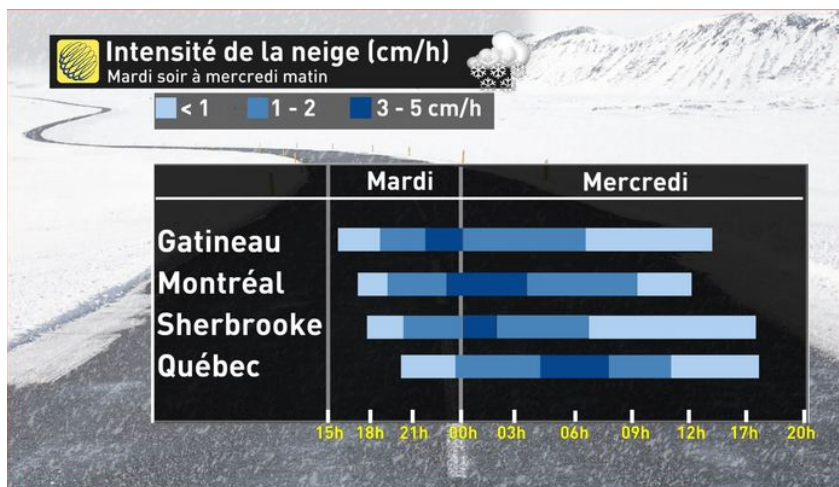 Intensité de la neige (cm/h)
Mardi soir à mercredi matin
< 1 1 - 2 3 - 5 cm/h
Mardi Mercredi
Gatineau
Montréal
Sherbrooke
Québec
15h 18h 21h 00h 03h 06h 09h 12h 17h 20h